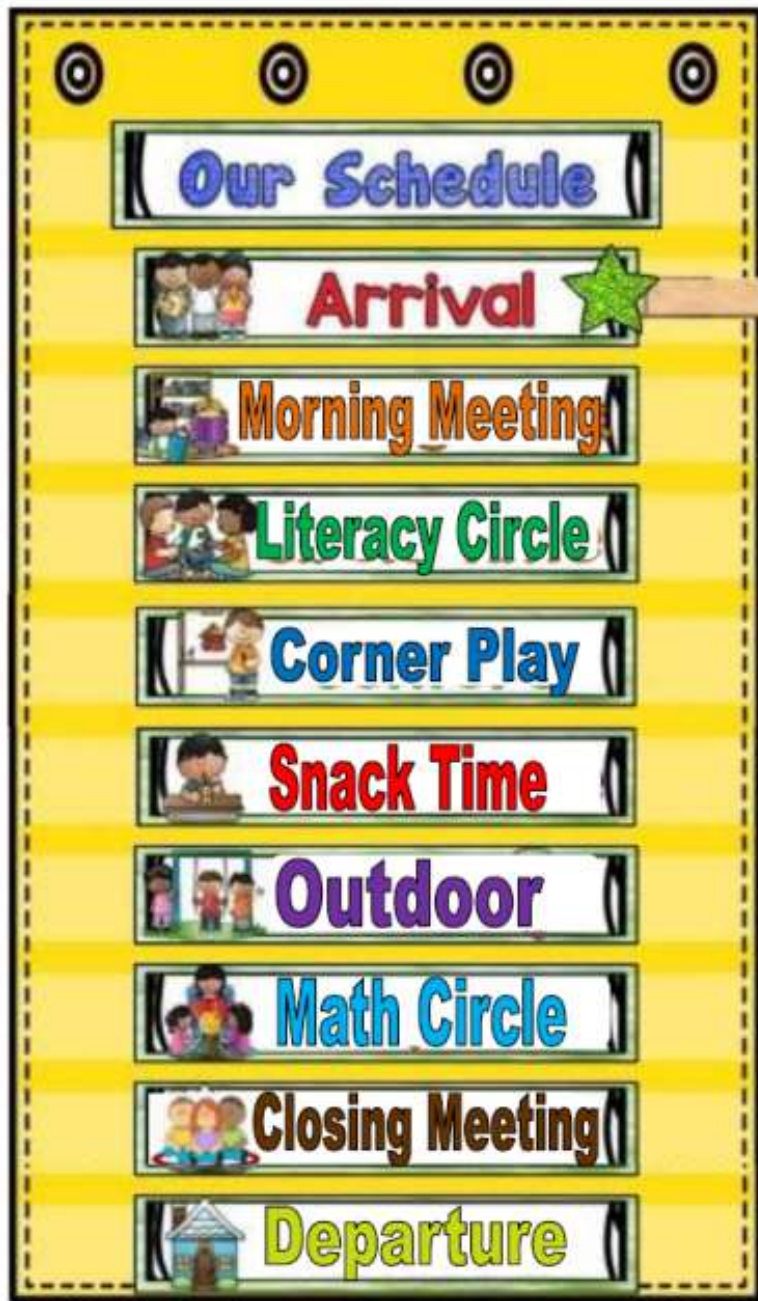 Our Schedule
Arrival
Morning Meeting
Literacy Circle
Corner Play
Snack Time
Outdoor
Math Circle
Closing Meeting
Departure